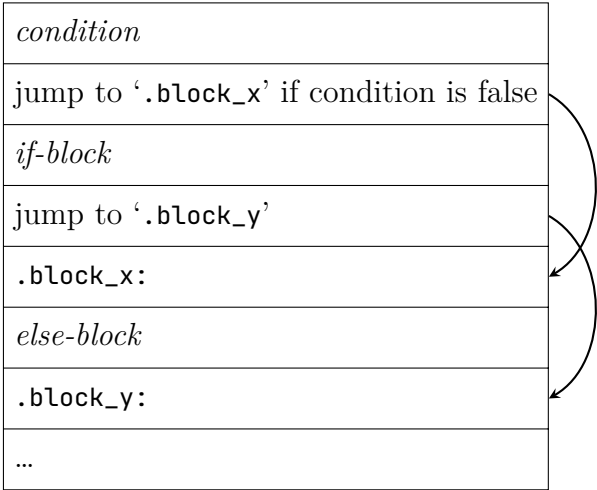 condition
jump to ‘.block_x’ if condition is false
if-block
jump to ‘.block_y’
.block_x:
else-block
.block_y:
…